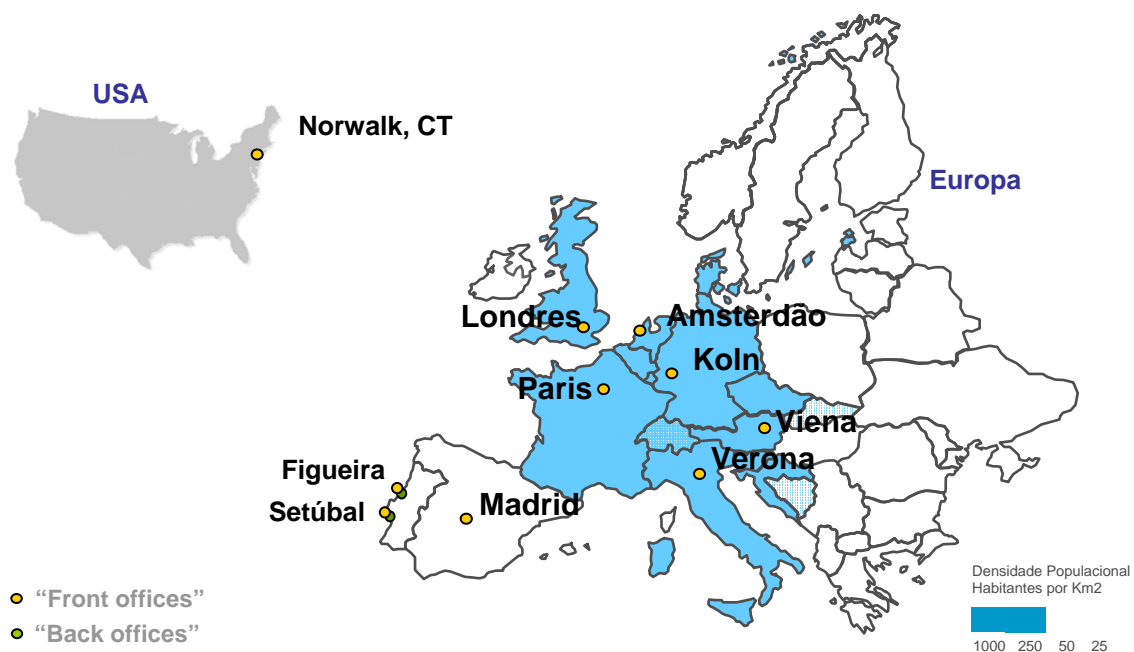 USA
Norwalk, CT
Europa
Londres
Amsterdão
Koln
Paris
Viena
Verona
Figueira
Setúbal
Madrid
“Front offices”
“Back offices”
Densidade Populacional
Habitantes por Km2
1000 250 50 25